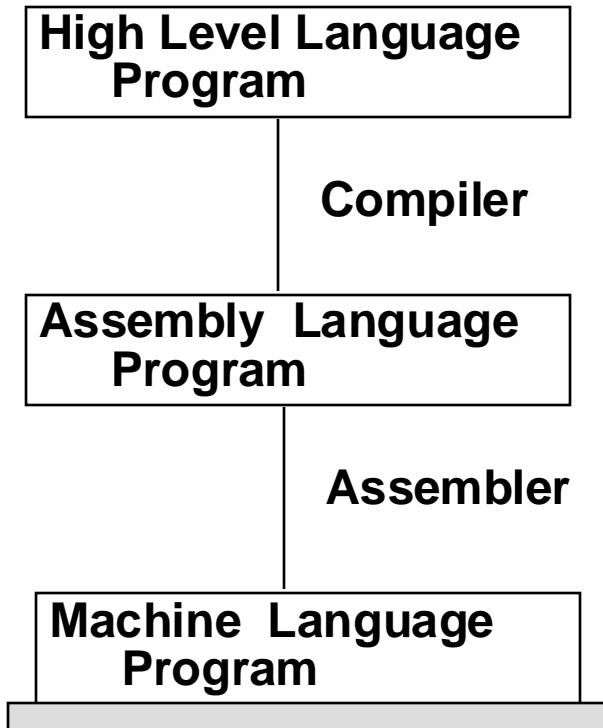 High Level Language
Program
Compiler
Assembly Language
Program
Assembler
Machine Language
Program